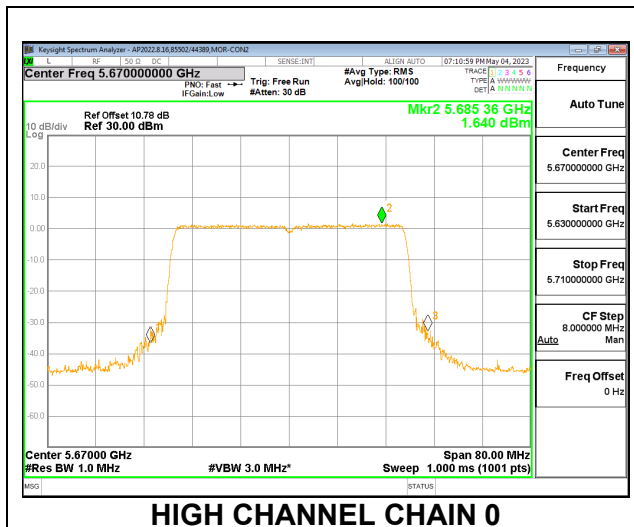 Keysight Spectrum Analyzer - AP2022.8.16,85502/44389,MOR-CON2
L RF 50 Ω DC SENSE:INT ALIGN AUTO 07:10:59 PM May 04, 2023
Center Freq 5.670000000 GHz
PNO: Fast
IFGain:Low
Trig: Free Run
#Atten: 30 dB
#Avg Type: RMS
Avg|Hold: 100/100
TRACE 1 2 3 4 5 6
TYPE A WWWWW
DET A N N N N N
Ref Offset 10.78 dB
Ref 30.00 dBm
10 dB/div
Log
Mkr2 5.685 36 GHz
1.640 dBm
20.0
10.0
0.00
-10.0
-20.0
-30.0
-40.0
-50.0
-60.0
2
3
Center 5.67000 GHz
Span 80.00 MHz
#Res BW 1.0 MHz
#VBW 3.0 MHz*
Sweep 1.000 ms (1001 pts)
MSG
STATUS
Frequency
Auto Tune
Center Freq
5.670000000 GHz
Start Freq
5.630000000 GHz
Stop Freq
5.710000000 GHz
CF Step
8.000000 MHz
Auto Man
Freq Offset
0 Hz
HIGH CHANNEL CHAIN 0